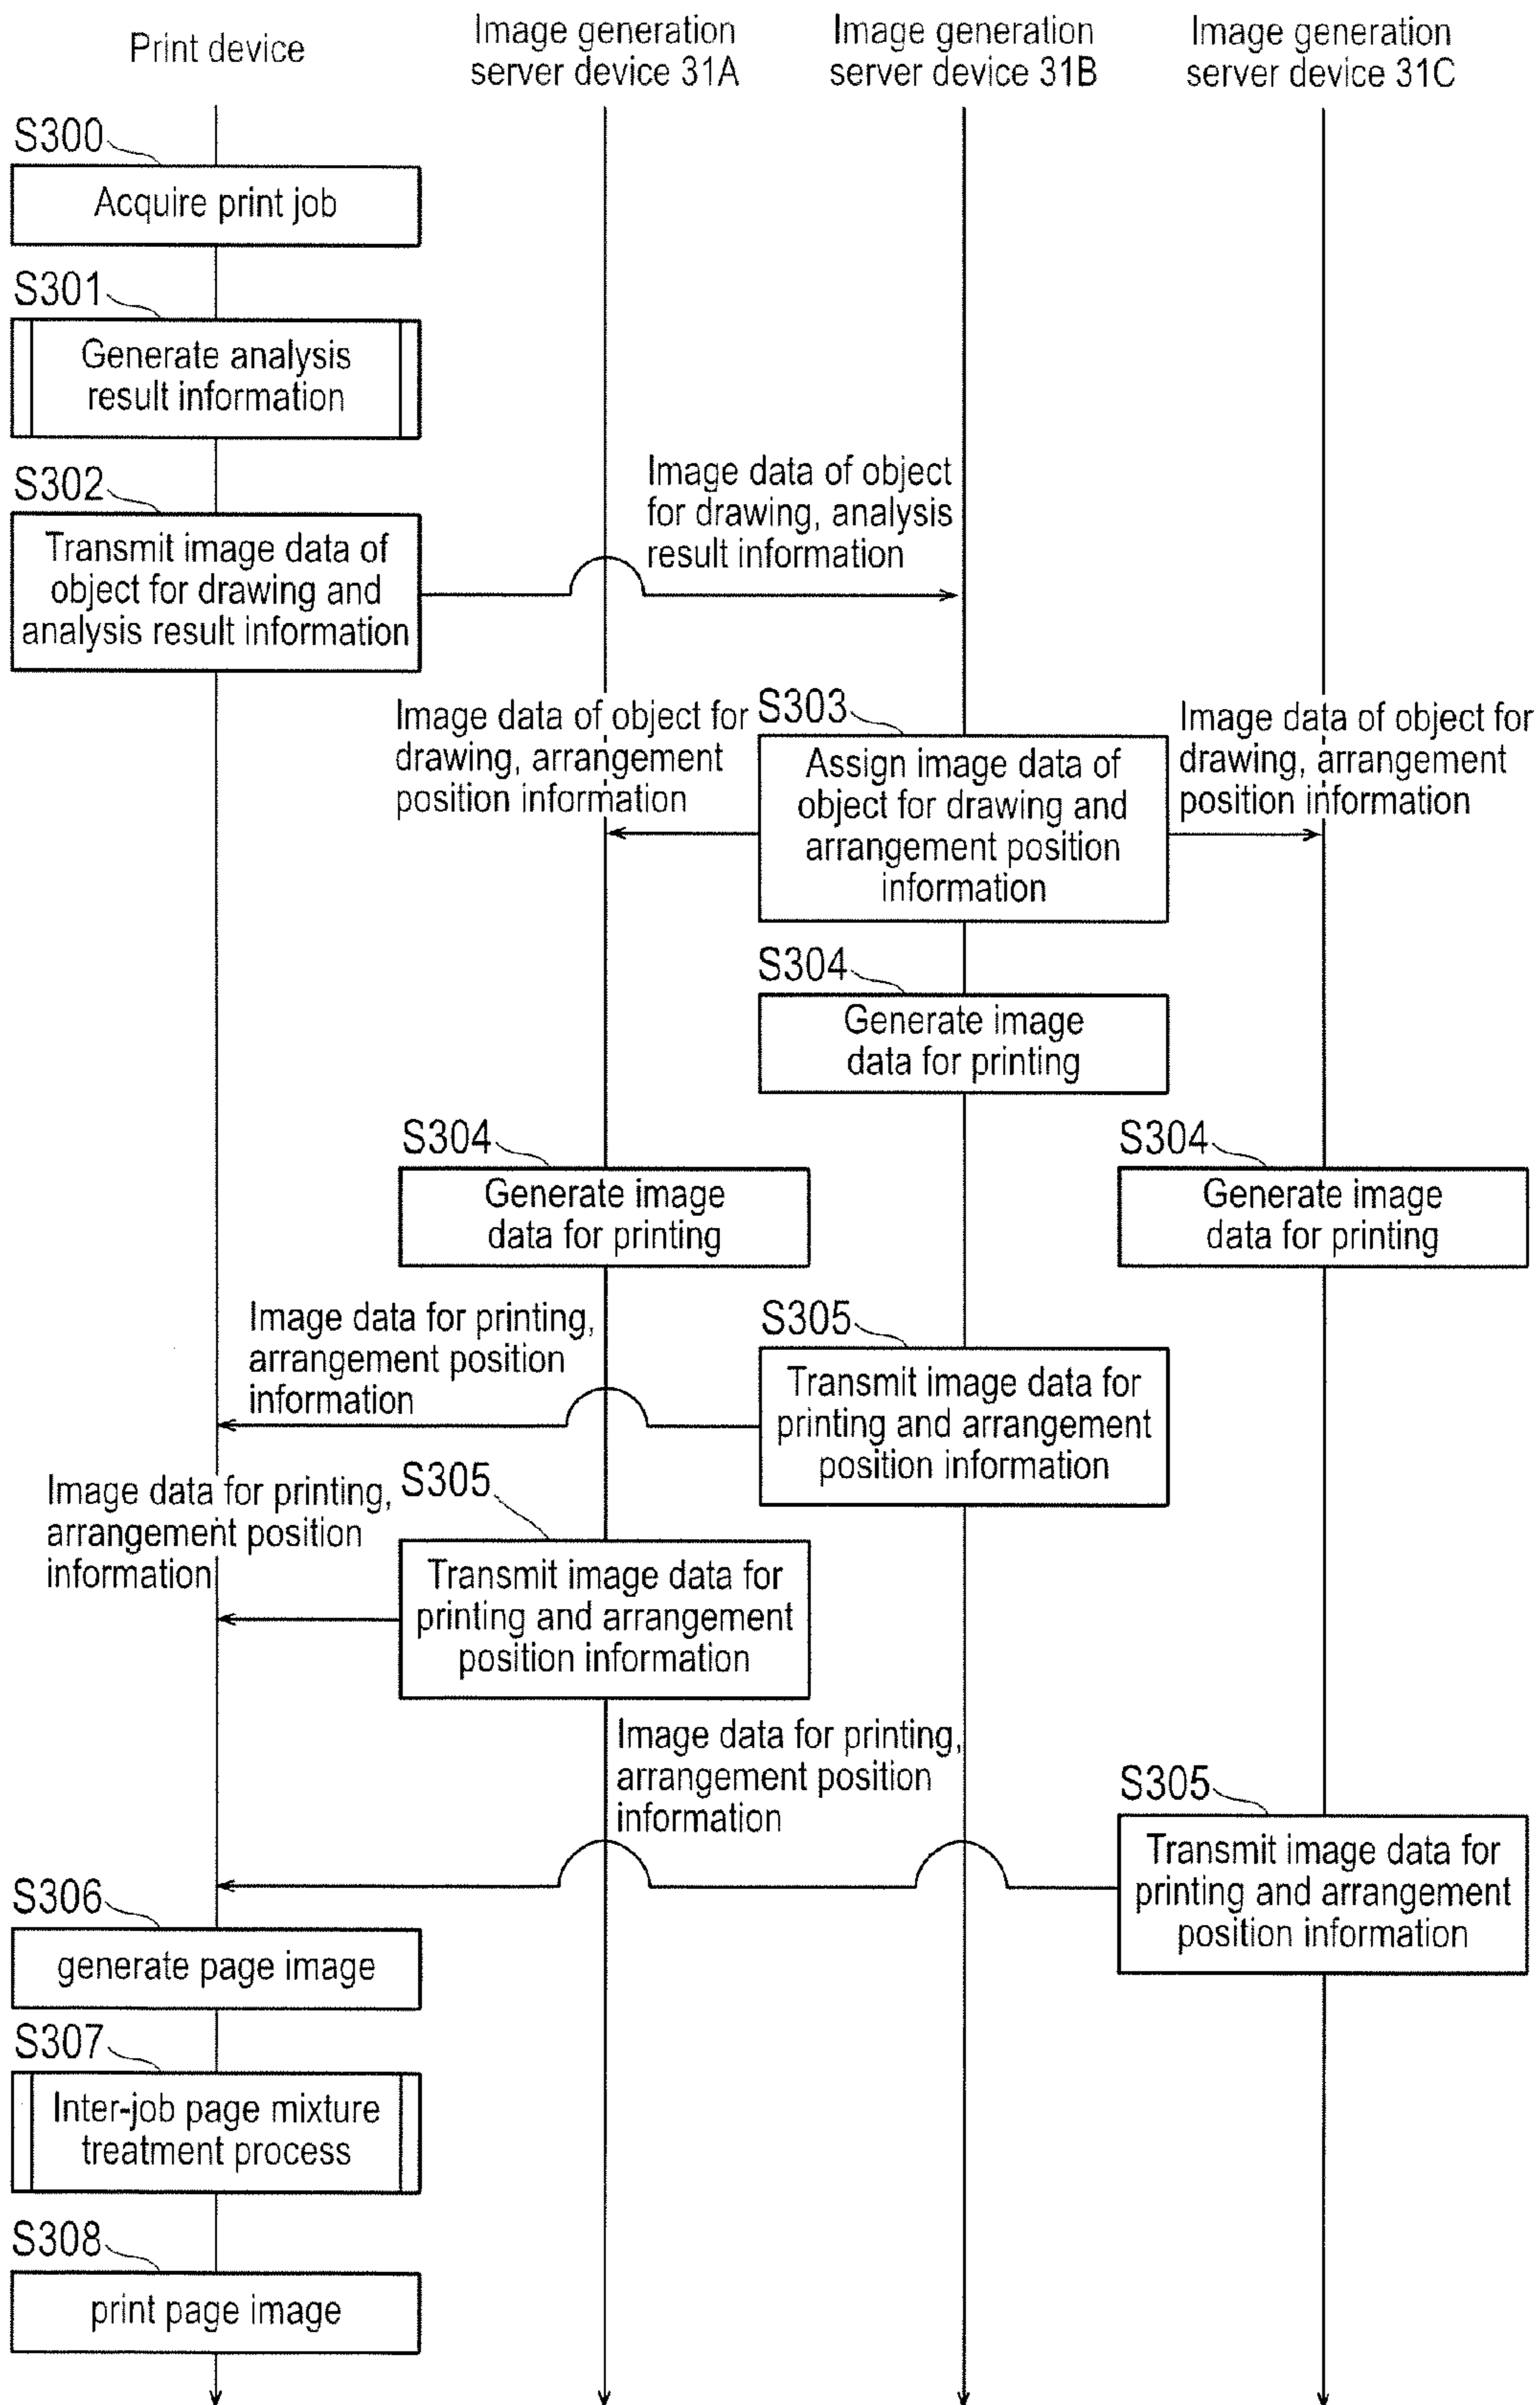 Print device
Image generation
server device 31A
Image generation
server device 31B
Image generation
server device 31C
S300
Acquire print job
S301
Generate analysis
result information
S302
Transmit image data of
object for drawing and
analysis result information
Image data of object
for drawing, analysis
result information
Image data of object for
drawing, arrangement
position information
S303
Assign image data of
object for drawing and
arrangement position
information
Image data of object for
drawing, arrangement
position information
S304
Generate image
data for printing
S304
Generate image
data for printing
S304
Generate image
data for printing
Image data for printing,
arrangement position
information
S305
Transmit image data for
printing and arrangement
position information
Image data for printing,
arrangement position
information
S305
Transmit image data for
printing and arrangement
position information
Image data for printing,
arrangement position
information
S305
Transmit image data for
printing and arrangement
position information
S306
generate page image
S307
Inter-job page mixture
treatment process
S308
print page image